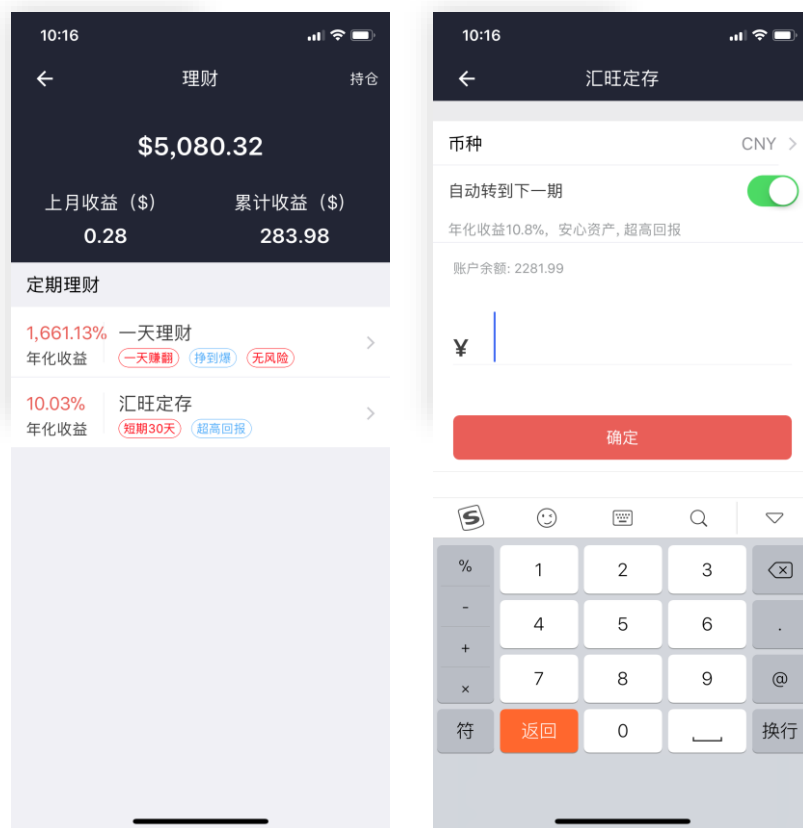 10:16
理财
持仓
$5,080.32
上月收益（$）
累计收益（$）
0.28
283.98
定期理财
1,661.13%
一天理财
年化收益
一天赚翻
挣到爆
无风险
10.03%
汇旺定存
年化收益
短期30天
超高回报
10:16
汇旺定存
币种
CNY
自动转到下一期
年化收益10.8%，安心资产, 超高回报
账户余额: 2281.99
¥
确定
S
% 1 2 3
-
4 5 6 .
+
7 8 9 @
×
符 返回 0 换行